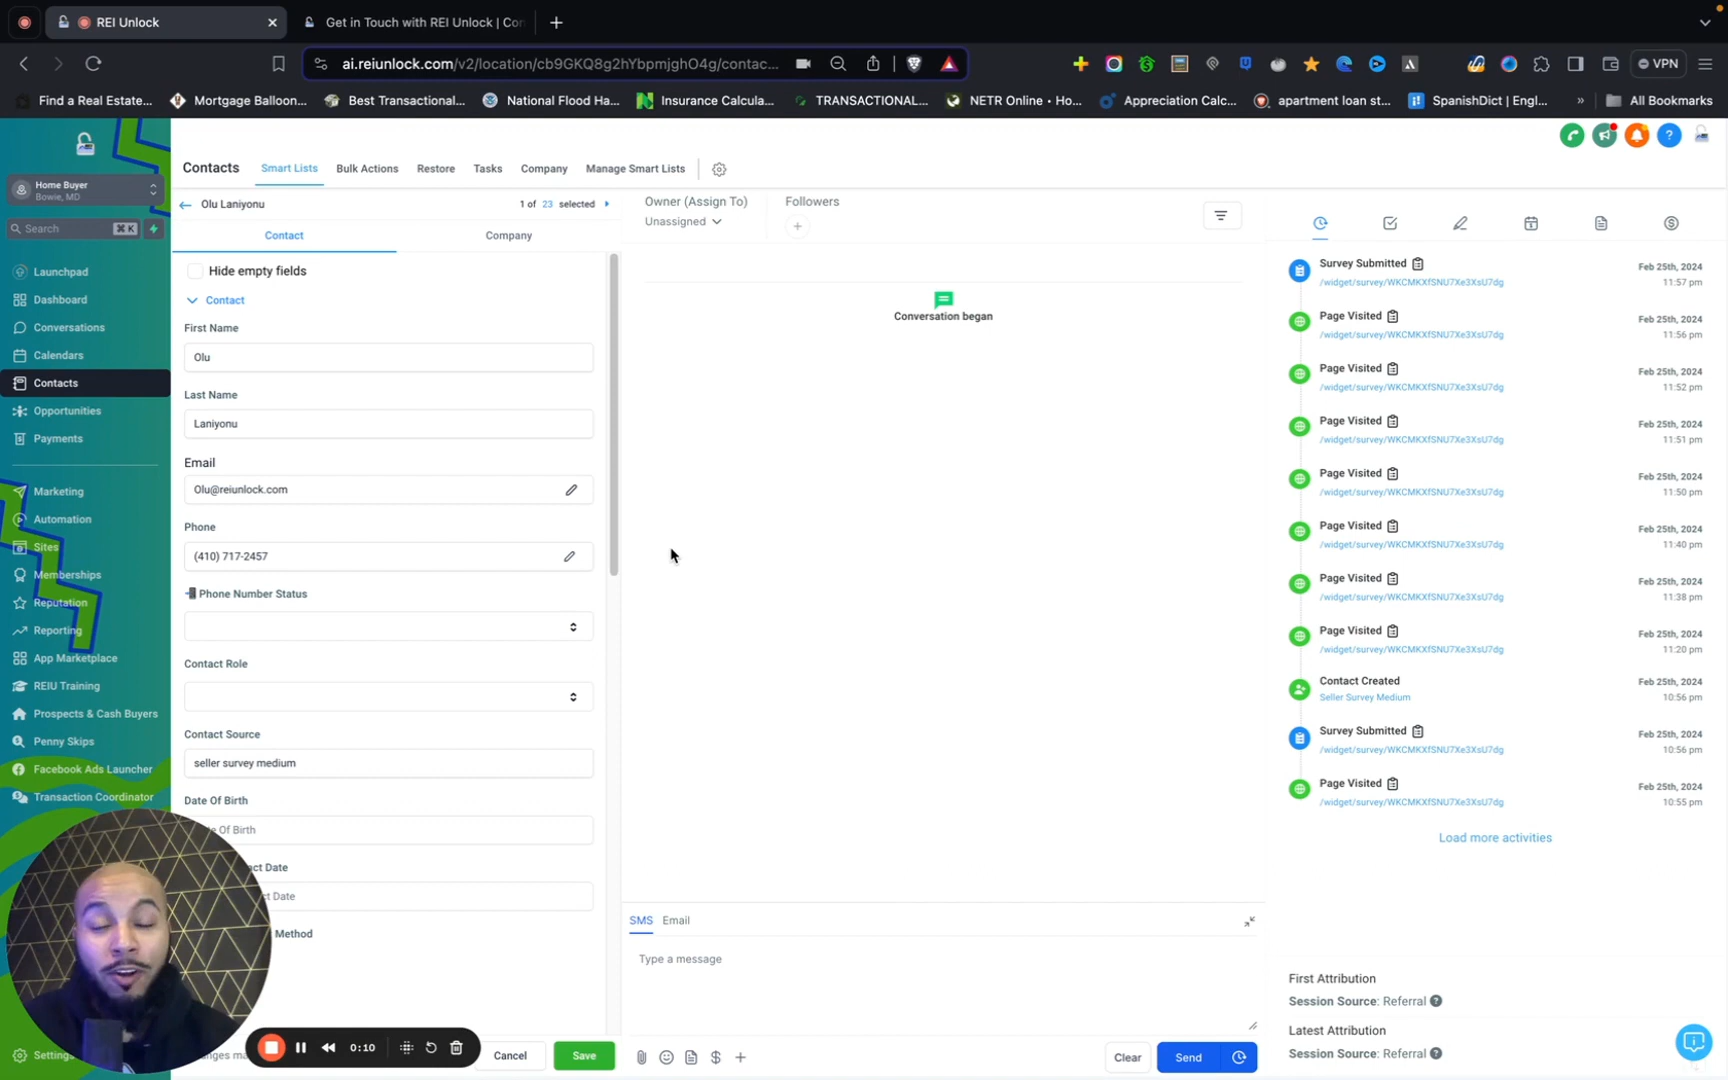 REI Unlock
Get in Touch with REI Unlock | Con
ai.reiunlock.com/v2/location/cb9GKQ8g2hYbpmjghO4g/contac...
VPN
Find a Real Estate...
Mortgage Balloon...
Best Transactional...
National Flood Ha...
Insurance Calcula...
TRANSACTIONAL...
NETR Online • Ho...
Appreciation Calc...
apartment loan st...
SpanishDict | Engl...
»
All Bookmarks
Home Buyer
Bowie, MD
Search
⌘ K
Launchpad
Dashboard
Conversations
Calendars
Contacts
Opportunities
Payments
Marketing
Automation
Sites
Memberships
Reputation
Reporting
App Marketplace
REIU Training
Prospects & Cash Buyers
Penny Skips
Facebook Ads Launcher
Transaction Coordinator
Settings
Contacts
Smart Lists
Bulk Actions
Restore
Tasks
Company
Manage Smart Lists
Olu Laniyonu
1 of 23 selected
Contact
Company
Hide empty fields
Contact
First Name
Olu
Last Name
Laniyonu
Email
Olu@reiunlock.com
Phone
(410) 717-2457
Phone Number Status
Contact Role
Contact Source
seller survey medium
Date Of Birth
Of Birth
act Date
ct Date
Method
0:10
Cancel
Save
Owner (Assign To)
Unassigned
Followers
Conversation began
SMS
Email
Type a message
Clear
Send
Survey Submitted
Feb 25th, 2024
/widget/survey/WKCMKXfSNU7Xe3XsU7dg
11:57 pm
Page Visited
Feb 25th, 2024
/widget/survey/WKCMKXfSNU7Xe3XsU7dg
11:56 pm
Page Visited
Feb 25th, 2024
/widget/survey/WKCMKXfSNU7Xe3XsU7dg
11:52 pm
Page Visited
Feb 25th, 2024
/widget/survey/WKCMKXfSNU7Xe3XsU7dg
11:51 pm
Page Visited
Feb 25th, 2024
/widget/survey/WKCMKXfSNU7Xe3XsU7dg
11:50 pm
Page Visited
Feb 25th, 2024
/widget/survey/WKCMKXfSNU7Xe3XsU7dg
11:40 pm
Page Visited
Feb 25th, 2024
/widget/survey/WKCMKXfSNU7Xe3XsU7dg
11:38 pm
Page Visited
Feb 25th, 2024
/widget/survey/WKCMKXfSNU7Xe3XsU7dg
11:20 pm
Contact Created
Feb 25th, 2024
Seller Survey Medium
10:56 pm
Survey Submitted
Feb 25th, 2024
/widget/survey/WKCMKXfSNU7Xe3XsU7dg
10:56 pm
Page Visited
Feb 25th, 2024
/widget/survey/WKCMKXfSNU7Xe3XsU7dg
10:55 pm
Load more activities
First Attribution
Session Source: Referral
Latest Attribution
Session Source: Referral